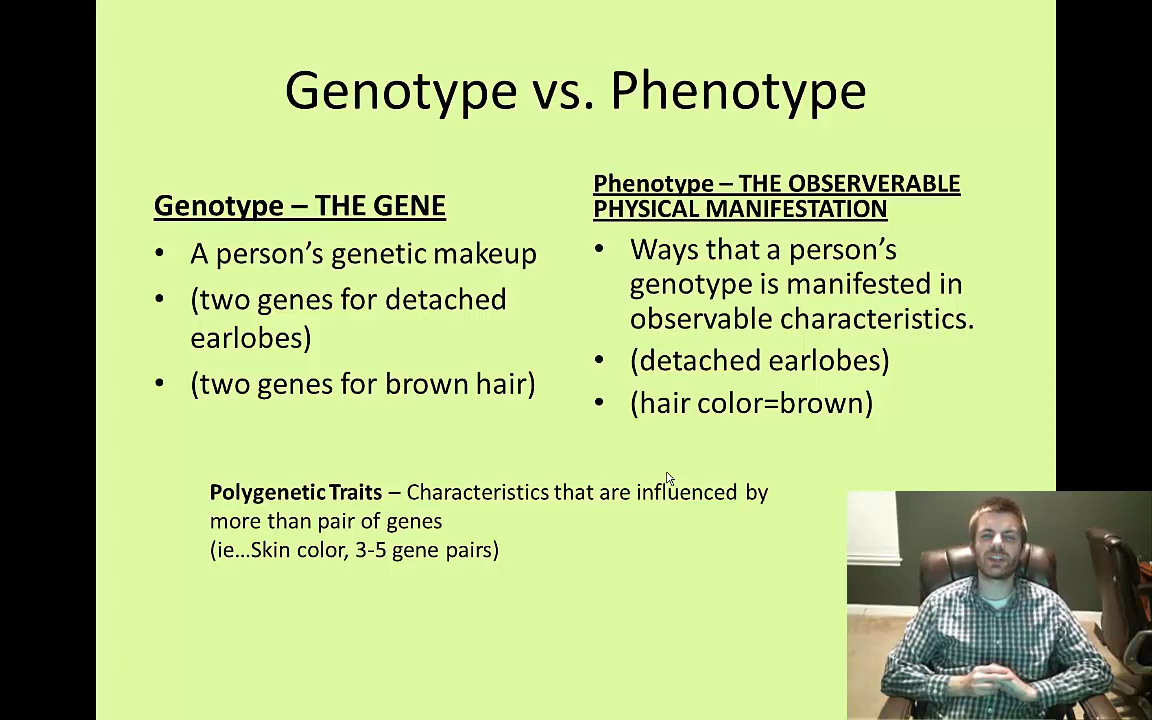 Genotype vs. Phenotype
Genotype – THE GENE
• A person's genetic makeup
• (two genes for detached
earlobes)
• (two genes for brown hair)
Phenotype – THE OBSERVERABLE
PHYSICAL MANIFESTATION
• Ways that a person's
genotype is manifested in
observable characteristics.
• (detached earlobes)
• (hair color=brown)
Polygenetic Traits – Characteristics that are influenced by
more than pair of genes
(ie...Skin color, 3-5 gene pairs)